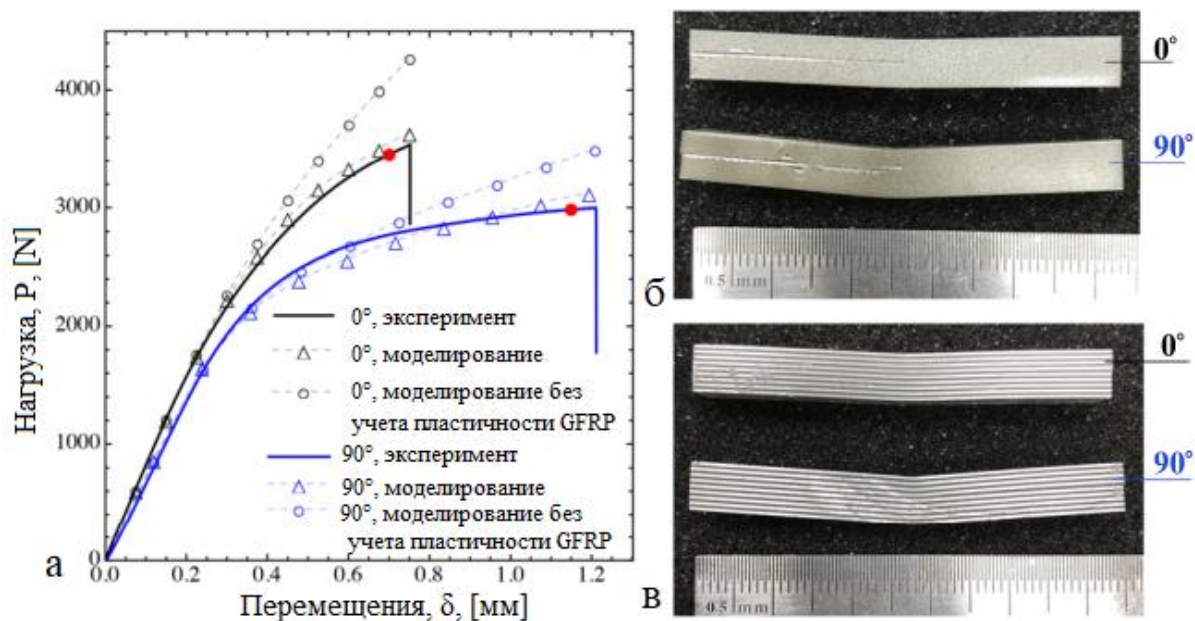 Нагрузка, P, [N]
4000
3000
2000
1000
0
0.0 0.2 0.4 0.6 0.8 1.0 1.2
Перемещения, δ, [мм]
а
0°, эксперимент
0°, моделирование
0°, моделирование без
учета пластичности GFRP
90°, эксперимент
90°, моделирование
90°, моделирование без
учета пластичности GFRP
б
0°
90°
0.5 mm
в
0°
90°
0.5 mm